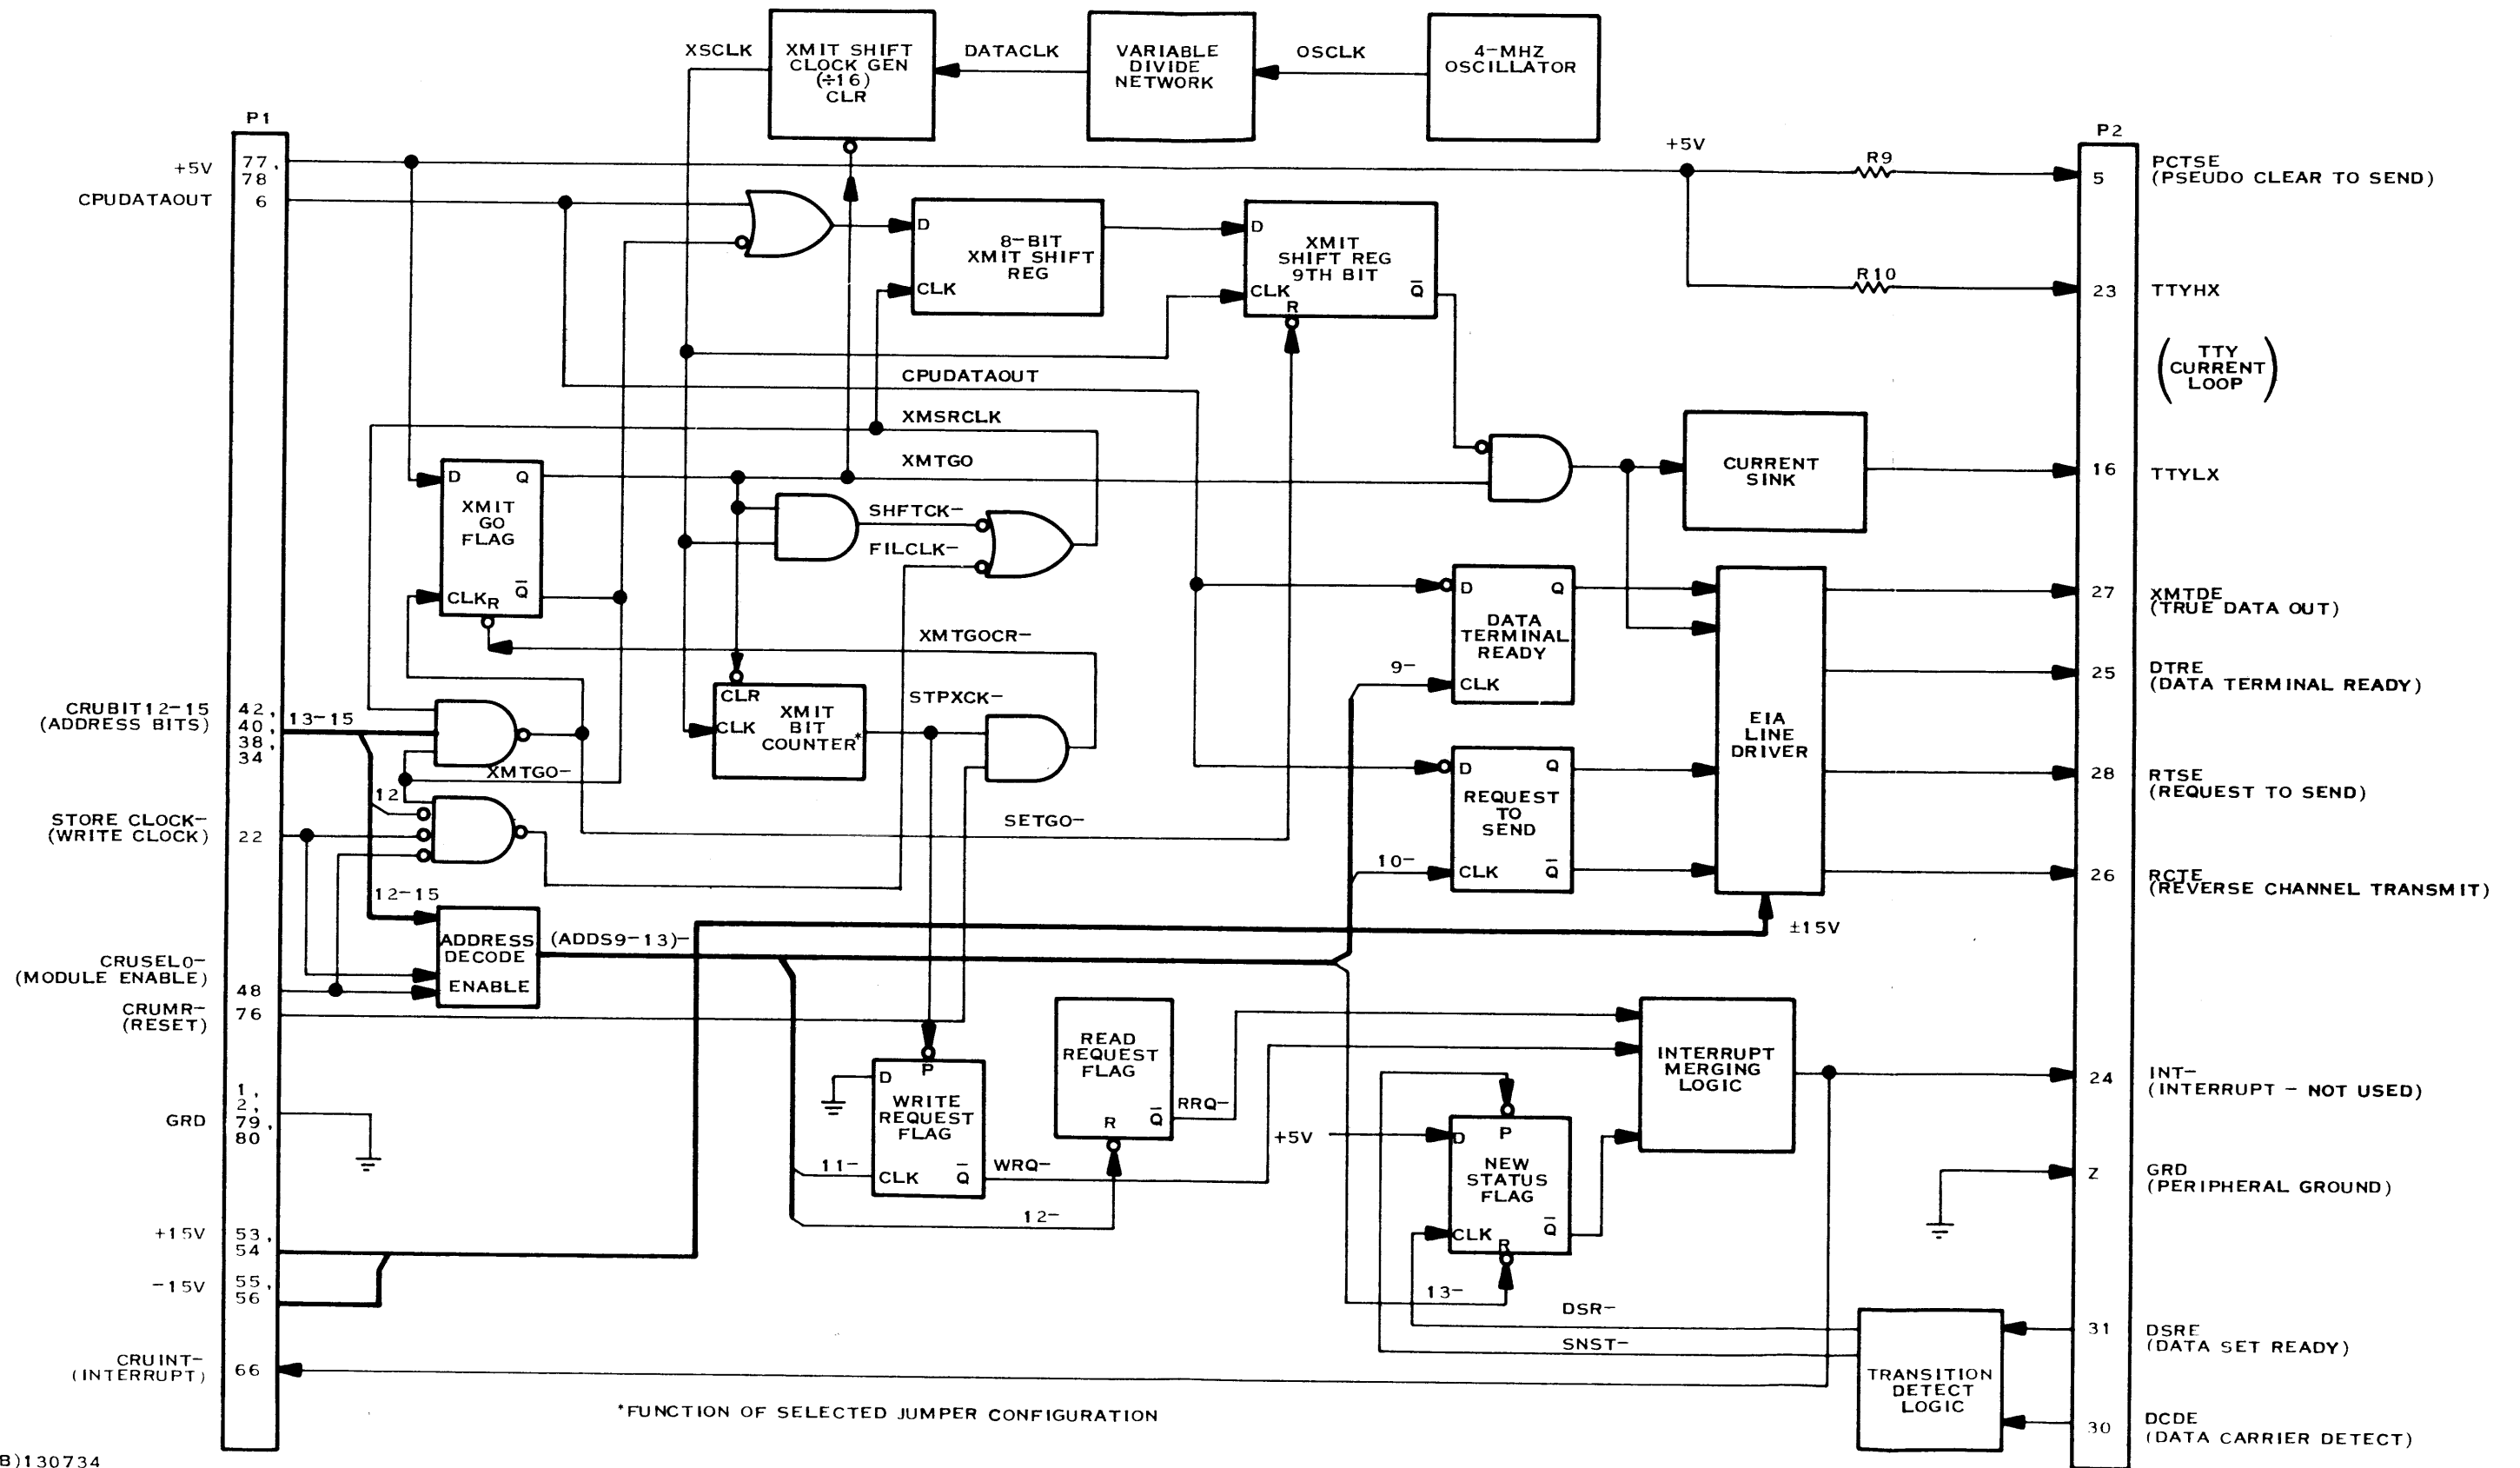 XSCLK
XMIT SHIFT
CLOCK GEN
(÷16)
CLR
DATACLK
VARIABLE
DIVIDE
NETWORK
OSCLK
4-MHZ
OSCILLATOR
P1
P2
+5V
77,
78
+5V
R9
5
PCTSE
(PSEUDO CLEAR TO SEND)
CPUDATAOUT
6
D
8-BIT
XMIT SHIFT
REG
CLK
D
XMIT
SHIFT REG
9TH BIT
CLK
R
Q̅
R10
23
TTYHX
(TTY
CURRENT
LOOP)
CPUDATAOUT
XMSRCLK
XMTGO
D
Q
XMIT
GO
FLAG
CLK
R
Q̅
SHFTCK-
FILCLK-
CURRENT
SINK
16
TTYLX
D
Q
DATA
TERMINAL
READY
9-
CLK
27
XMTDE
(TRUE DATA OUT)
XMTGOCR-
25
DTRE
(DATA TERMINAL READY)
CRUBIT12-15
(ADDRESS BITS)
42,
40,
38,
34
13-15
XMTGO-
CLR
CLK
XMIT
BIT
COUNTER*
STPXCK-
EIA
LINE
DRIVER
D
Q
REQUEST
TO
SEND
10-
CLK
Q̅
28
RTSE
(REQUEST TO SEND)
12
STORE CLOCK-
(WRITE CLOCK)
22
SETGO-
26
RCTE
(REVERSE CHANNEL TRANSMIT)
12-15
ADDRESS
DECODE
ENABLE
(ADDS9-13)-
±15V
CRUSEL0-
(MODULE ENABLE)
48
CRUMR-
(RESET)
76
READ
REQUEST
FLAG
R
Q̅
RRQ-
INTERRUPT
MERGING
LOGIC
24
INT-
(INTERRUPT - NOT USED)
D
P
WRITE
REQUEST
FLAG
11-
CLK
Q̅
WRQ-
12-
GRD
1,
2,
79,
80
+5V
D
P
NEW
STATUS
FLAG
CLK
R
Q̅
13-
Z
GRD
(PERIPHERAL GROUND)
+15V
53,
54
-15V
55,
56
DSR-
SNST-
31
DSRE
(DATA SET READY)
CRUINT-
(INTERRUPT)
66
TRANSITION
DETECT
LOGIC
30
DCDE
(DATA CARRIER DETECT)
*FUNCTION OF SELECTED JUMPER CONFIGURATION
B)130734